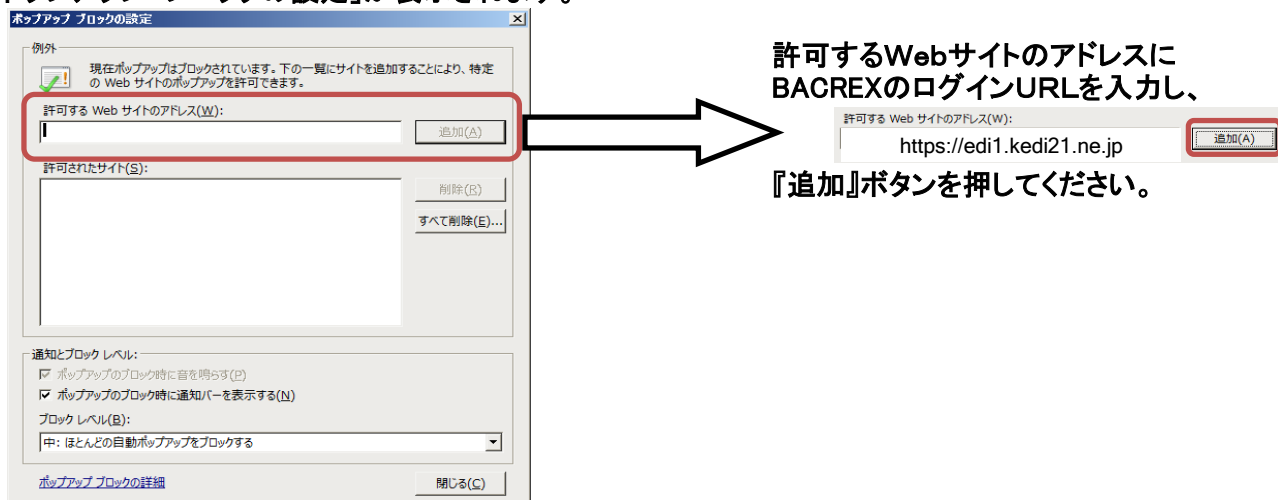 ポップアップ ブロックの設定
例外
現在ポップアップはブロックされています。下の一覧にサイトを追加することにより、特定
の Web サイトのポップアップを許可できます。
許可する Web サイトのアドレス(W):
追加(A)
許可されたサイト(S):
削除(R)
すべて削除(E)...
通知とブロック レベル:
ポップアップのブロック時に音を鳴らす(P)
ポップアップのブロック時に通知バーを表示する(N)
ブロック レベル(B):
中: ほとんどの自動ポップアップをブロックする
ポップアップ ブロックの詳細
閉じる(C)
許可するWebサイトのアドレスに
BACREXのログインURLを入力し、
許可する Web サイトのアドレス(W):
https://edi1.kedi21.ne.jp
追加(A)
『追加』ボタンを押してください。